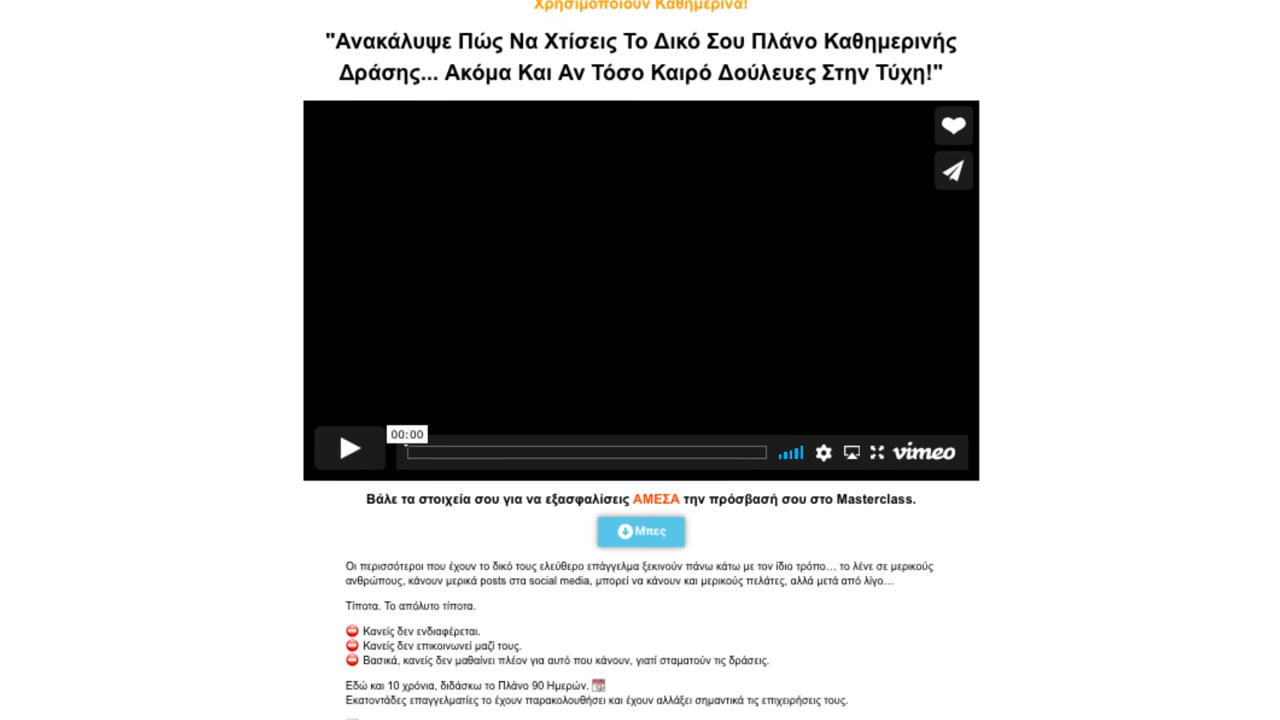 Χρησιμοποιούν Καθημερινά!
"Ανακάλυψε Πώς Να Χτίσεις Το Δικό Σου Πλάνο Καθημερινής
Δράσης... Ακόμα Και Αν Τόσο Καιρό Δούλευες Στην Τύχη!"
00:00
vimeo
Βάλε τα στοιχεία σου για να εξασφαλίσεις ΑΜΕΣΑ την πρόσβασή σου στο Masterclass.
Μπες
Οι περισσότεροι που έχουν το δικό τους ελεύθερο επάγγελμα ξεκινούν πάνω κάτω με τον ίδιο τρόπο… το λένε σε μερικούς
ανθρώπους, κάνουν μερικά posts στα social media, μπορεί να κάνουν και μερικούς πελάτες, αλλά μετά από λίγο…
Τίποτα. Το απόλυτο τίποτα.
⛔ Κανείς δεν ενδιαφέρεται.
⛔ Κανείς δεν επικοινωνεί μαζί τους.
⛔ Βασικά, κανείς δεν μαθαίνει πλέον για αυτό που κάνουν, γιατί σταματούν τις δράσεις.
Εδώ και 10 χρόνια, διδάσκω το Πλάνο 90 Ημερών. 📆
Εκατοντάδες επαγγελματίες το έχουν παρακολουθήσει και έχουν αλλάξει σημαντικά τις επιχειρήσεις τους.